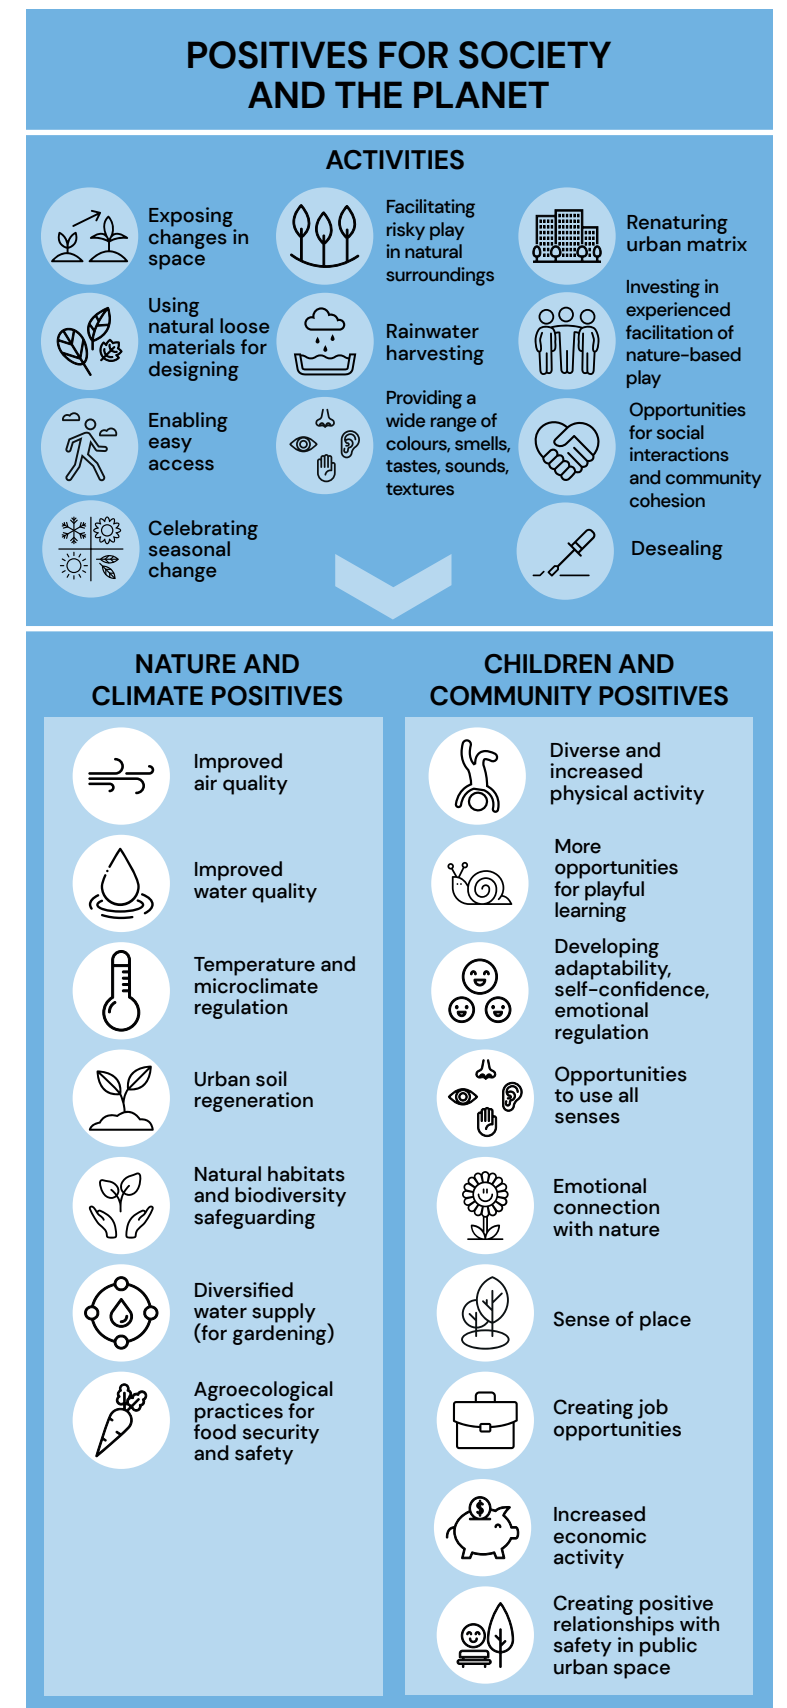 POSITIVES FOR SOCIETY
AND THE PLANET
ACTIVITIES
Exposing
changes in
space
Using
natural loose
materials for
designing
Enabling
easy
access
Celebrating
seasonal
change
Facilitating
risky play
in natural
surroundings
Rainwater
harvesting
Providing a
wide range of
colours, smells,
tastes, sounds,
textures
Renaturing
urban matrix
Investing in
experienced
facilitation of
nature-based
play
Opportunities
for social
interactions
and community
cohesion
Desealing
NATURE AND
CLIMATE POSITIVES
Improved
air quality
Improved
water quality
Temperature and
microclimate
regulation
Urban soil
regeneration
Natural habitats
and biodiversity
safeguarding
Diversified
water supply
(for gardening)
Agroecological
practices for
food security
and safety
CHILDREN AND
COMMUNITY POSITIVES
Diverse and
increased
physical activity
More
opportunities
for playful
learning
Developing
adaptability,
self-confidence,
emotional
regulation
Opportunities
to use all
senses
Emotional
connection
with nature
Sense of place
Creating job
opportunities
$
Increased
economic
activity
Creating positive
relationships with
safety in public
urban space